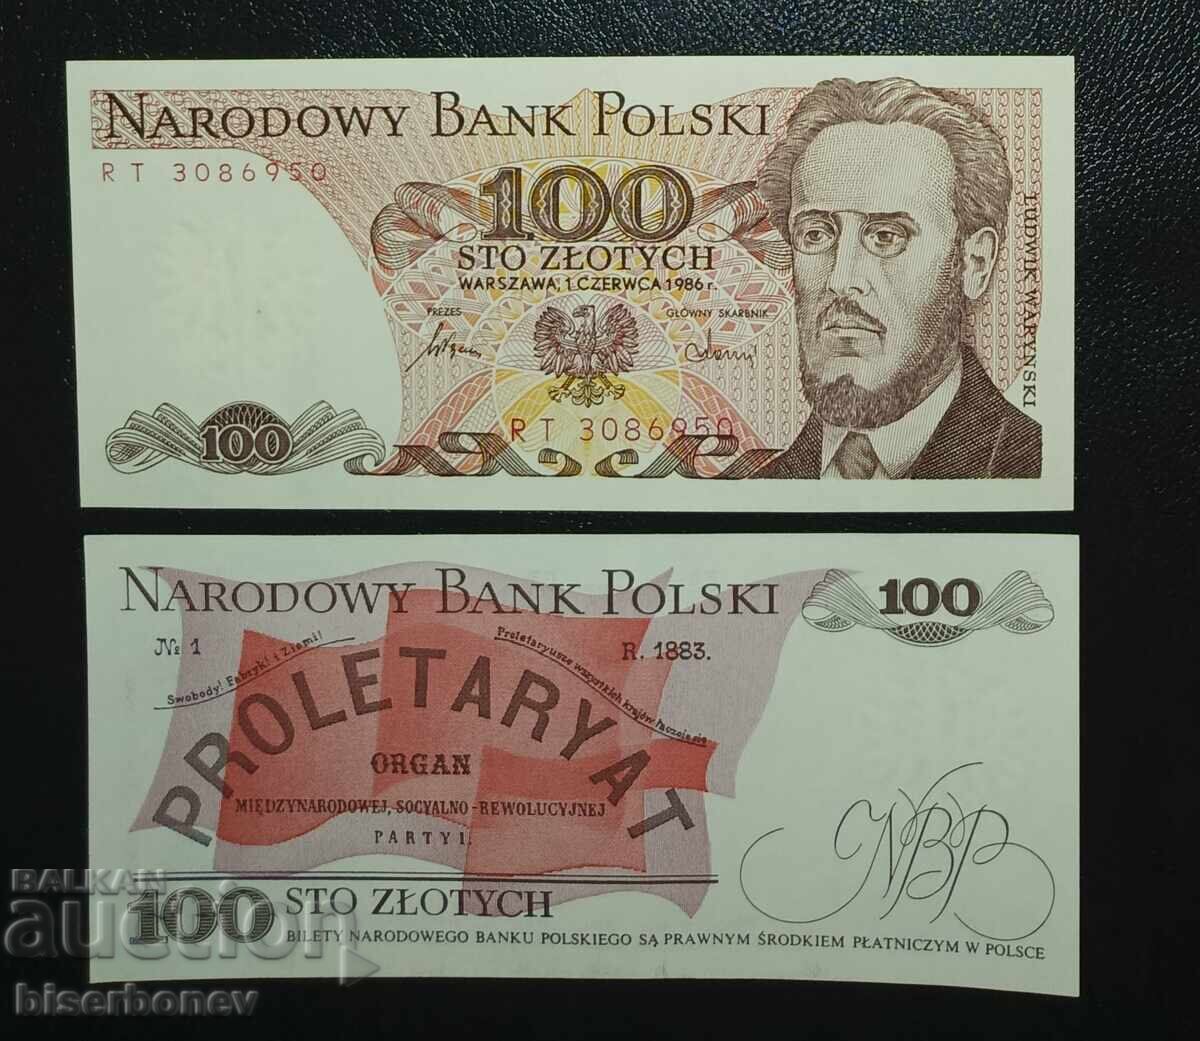 NARODOWY BANK POLSKI
RT 3086950
100
STO ZŁOTYCH
WARSZAWA, 1 CZERWCA 1986 r.
PREZES
GŁÓWNY SKARBNIK
LUDWIK WARYŃSKI
RT 3086950
100
NARODOWY BANK POLSKI
100
№ 1
R. 1883.
Swobody! Fabryk! i Ziemi!
Proletaryusze wszystkich krajów łączcie się
PROLETARYAT
ORGAN
MIĘDZYNARODOWEJ, SOCYALNO-REWOLUCYJNEJ
PARTYI.
NBP
100 STO ZŁOTYCH
BILETY NARODOWEGO BANKU POLSKIEGO SĄ PRAWNYM ŚRODKIEM PŁATNICZYM W POLSCE
BALKAN
auction
biserbonev